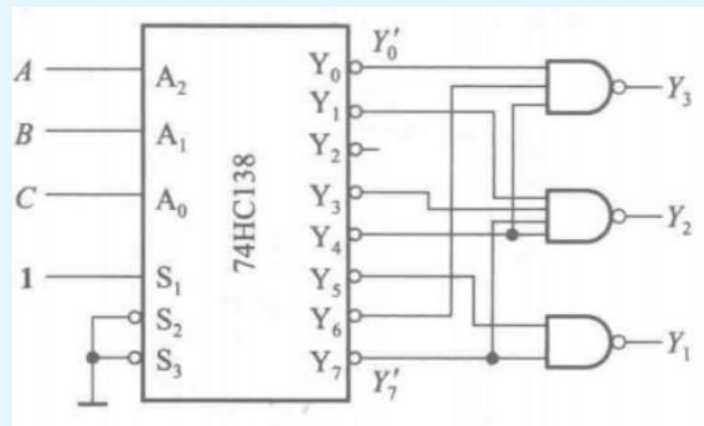 A
B
C
1
A₂
A₁
A₀
S₁
S₂
S₃
74HC138
Y₀
Y₁
Y₂
Y₃
Y₄
Y₅
Y₆
Y₇
Y₀′
Y₇′
Y₃
Y₂
Y₁